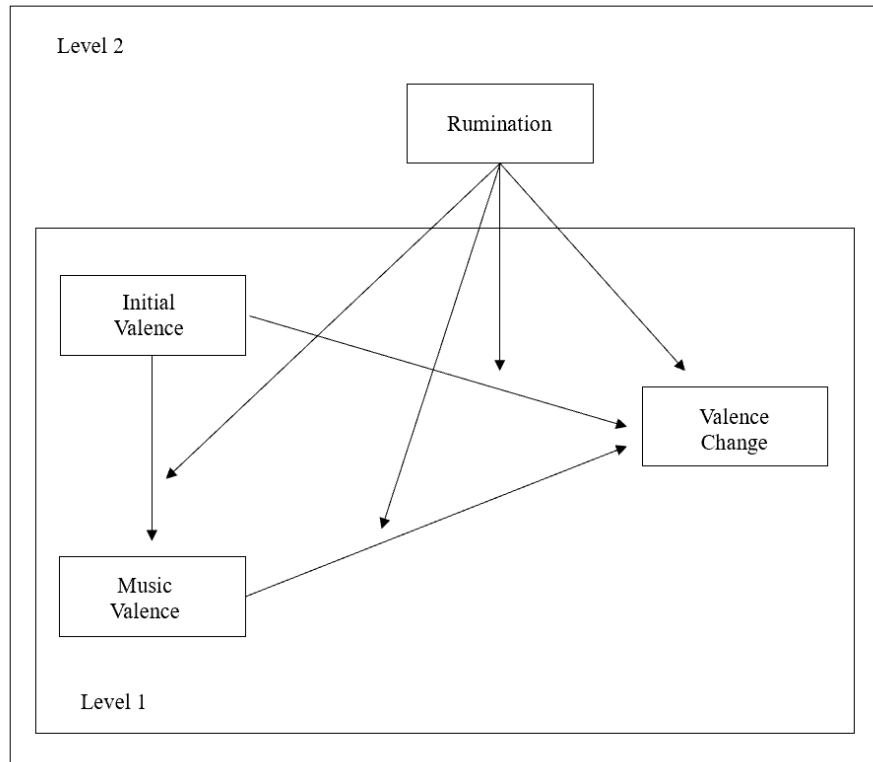 Level 2
Rumination
Initial
Valence
Valence
Change
Music
Valence
Level 1